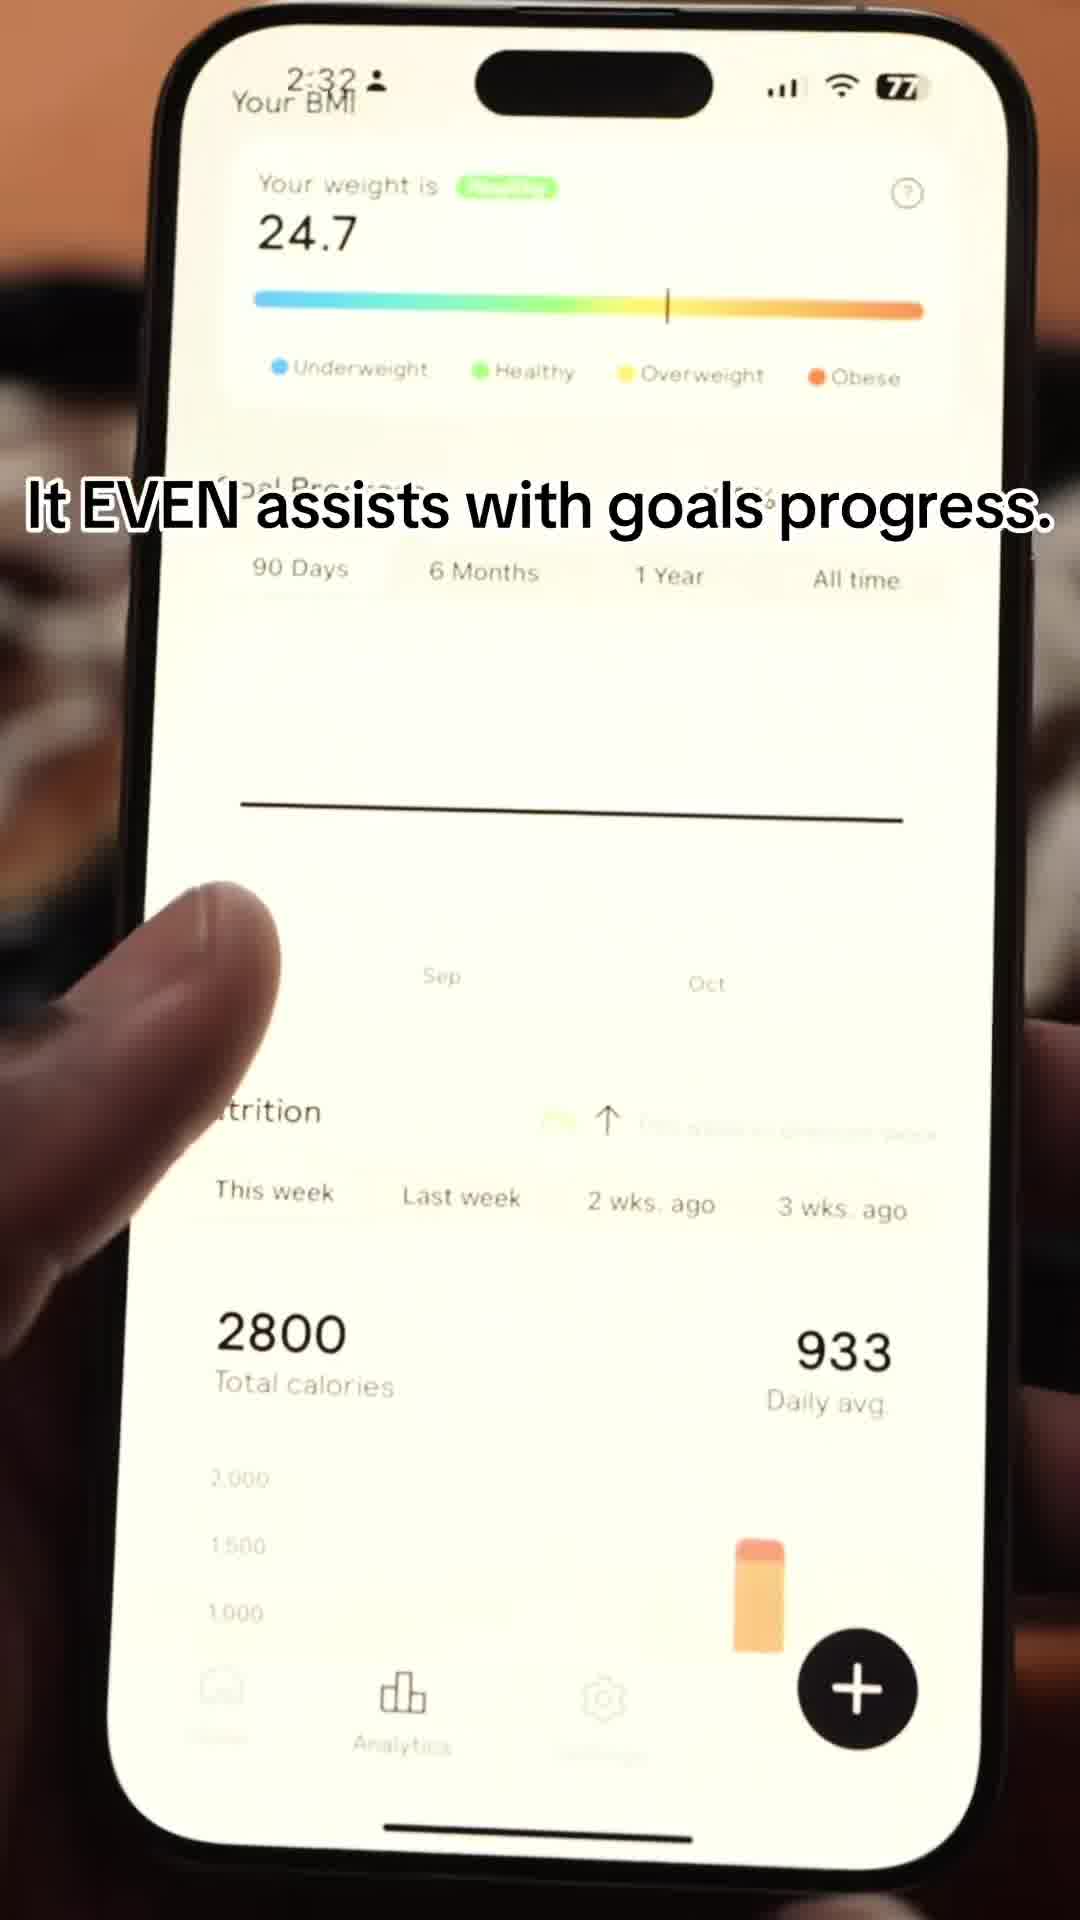 2:32
77
Your BMI
Your weight is Healthy
?
24.7
Underweight Healthy Overweight Obese
It EVEN assists with goals progress.
90 Days 6 Months 1 Year All time
Sep Oct
trition
This week Last week 2 wks. ago 3 wks. ago
2800 933
Total calories Daily avg.
2,000
1,500
1,000
Analytics